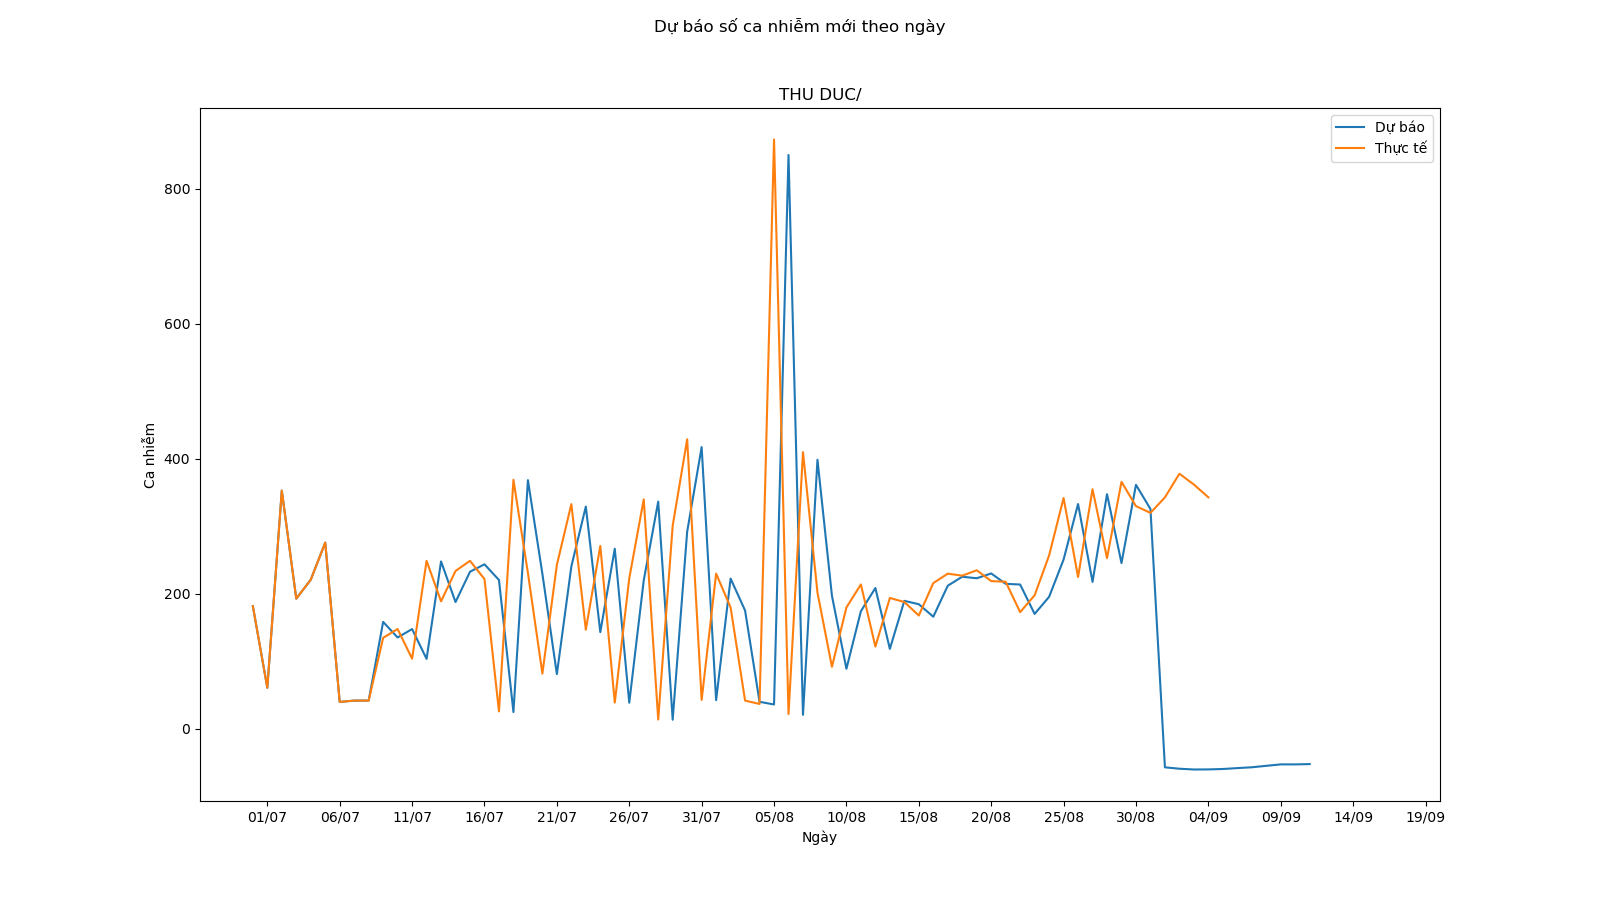 Dự báo số ca nhiễm mới theo ngày
THU DUC/
Dự báo
Thực tế
800
600
400
200
0
Ca nhiễm
01/07 06/07 11/07 16/07 21/07 26/07 31/07 05/08 10/08 15/08 20/08 25/08 30/08 04/09 09/09 14/09 19/09
Ngày